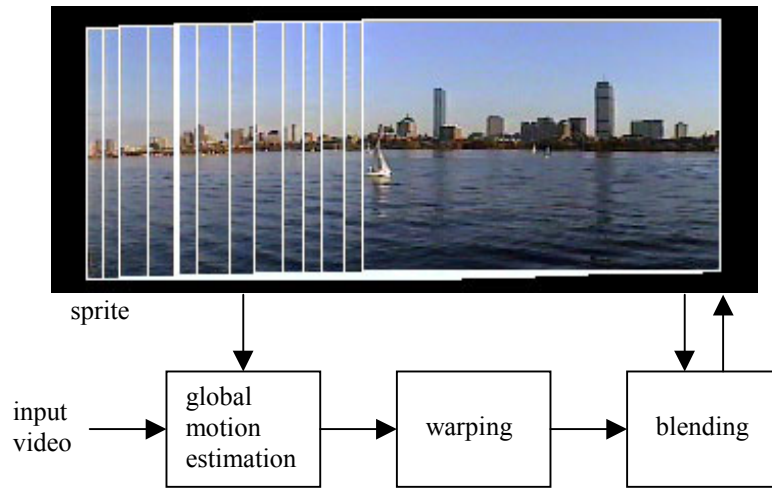 sprite
input
video
global
motion
estimation
warping
blending